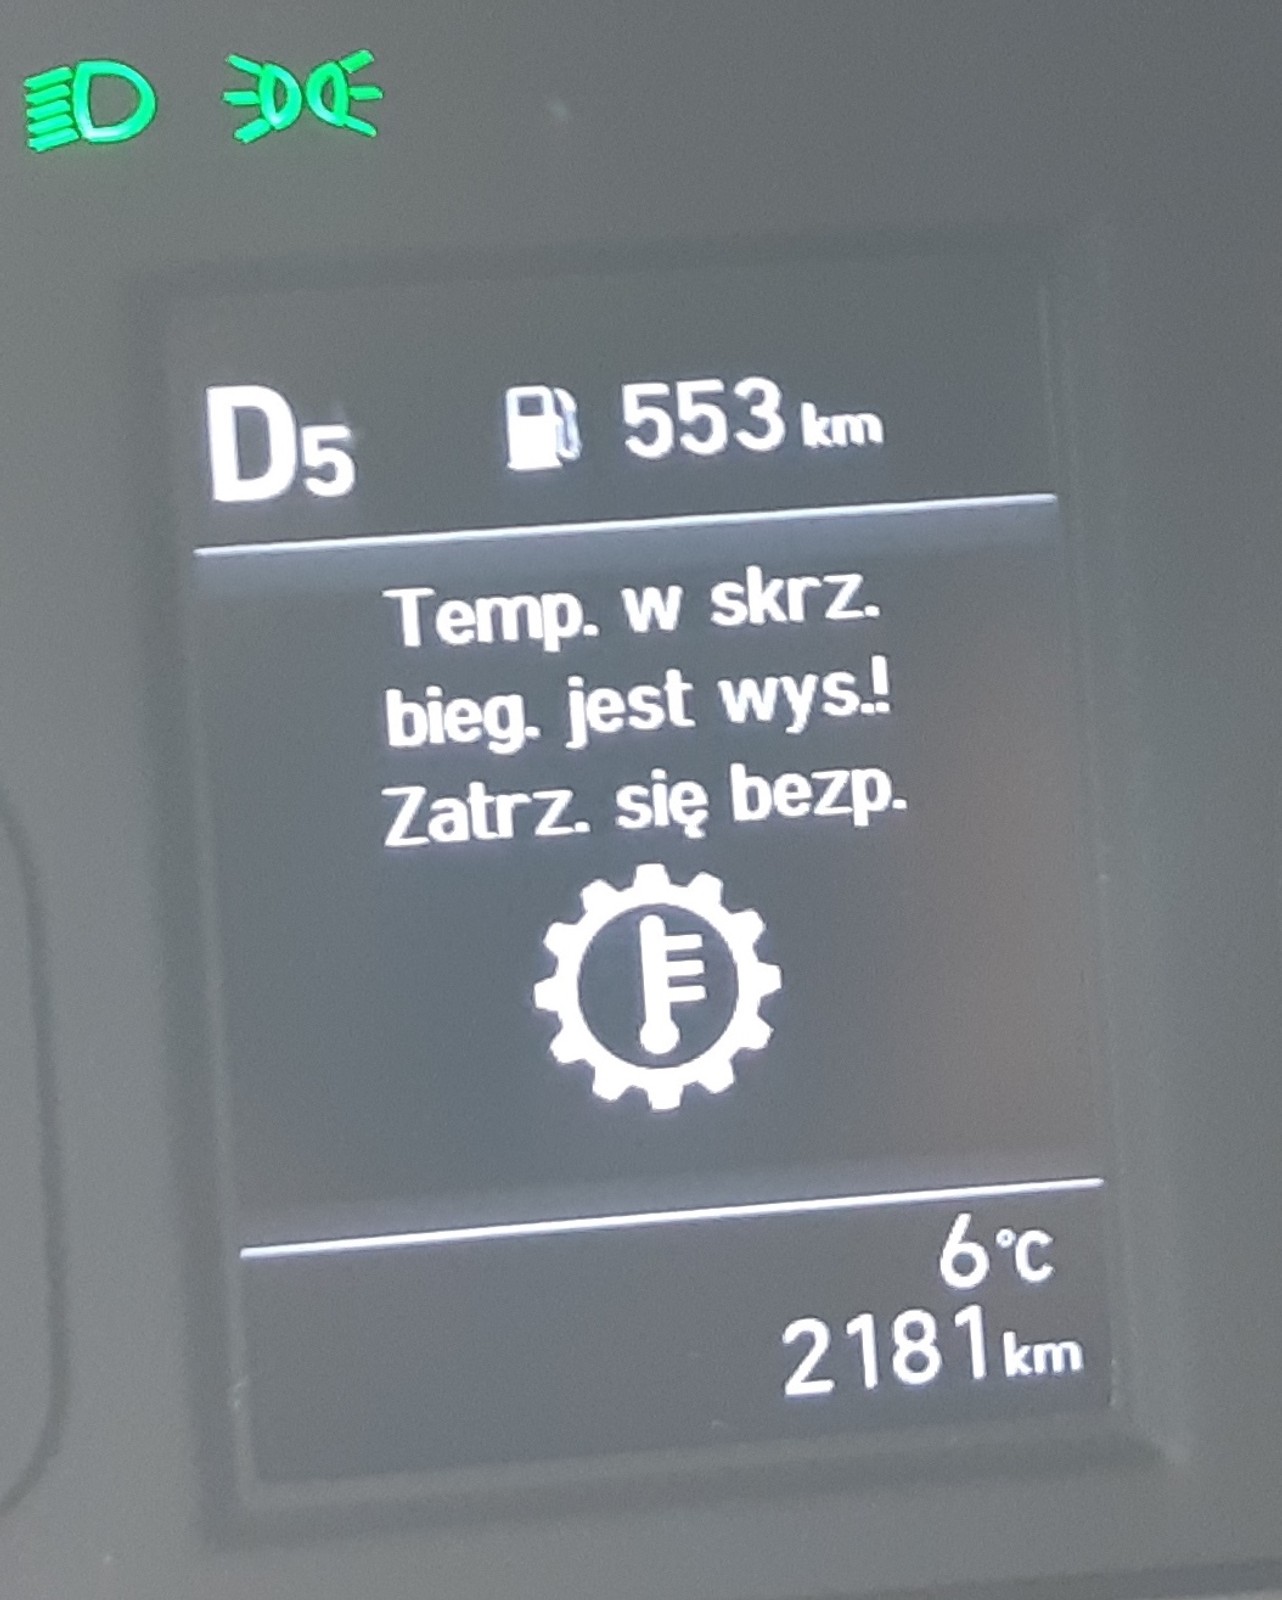 D5 553 km
Temp. w skrz.
bieg. jest wys.!
Zatrz. się bezp.
6°C
2181 km